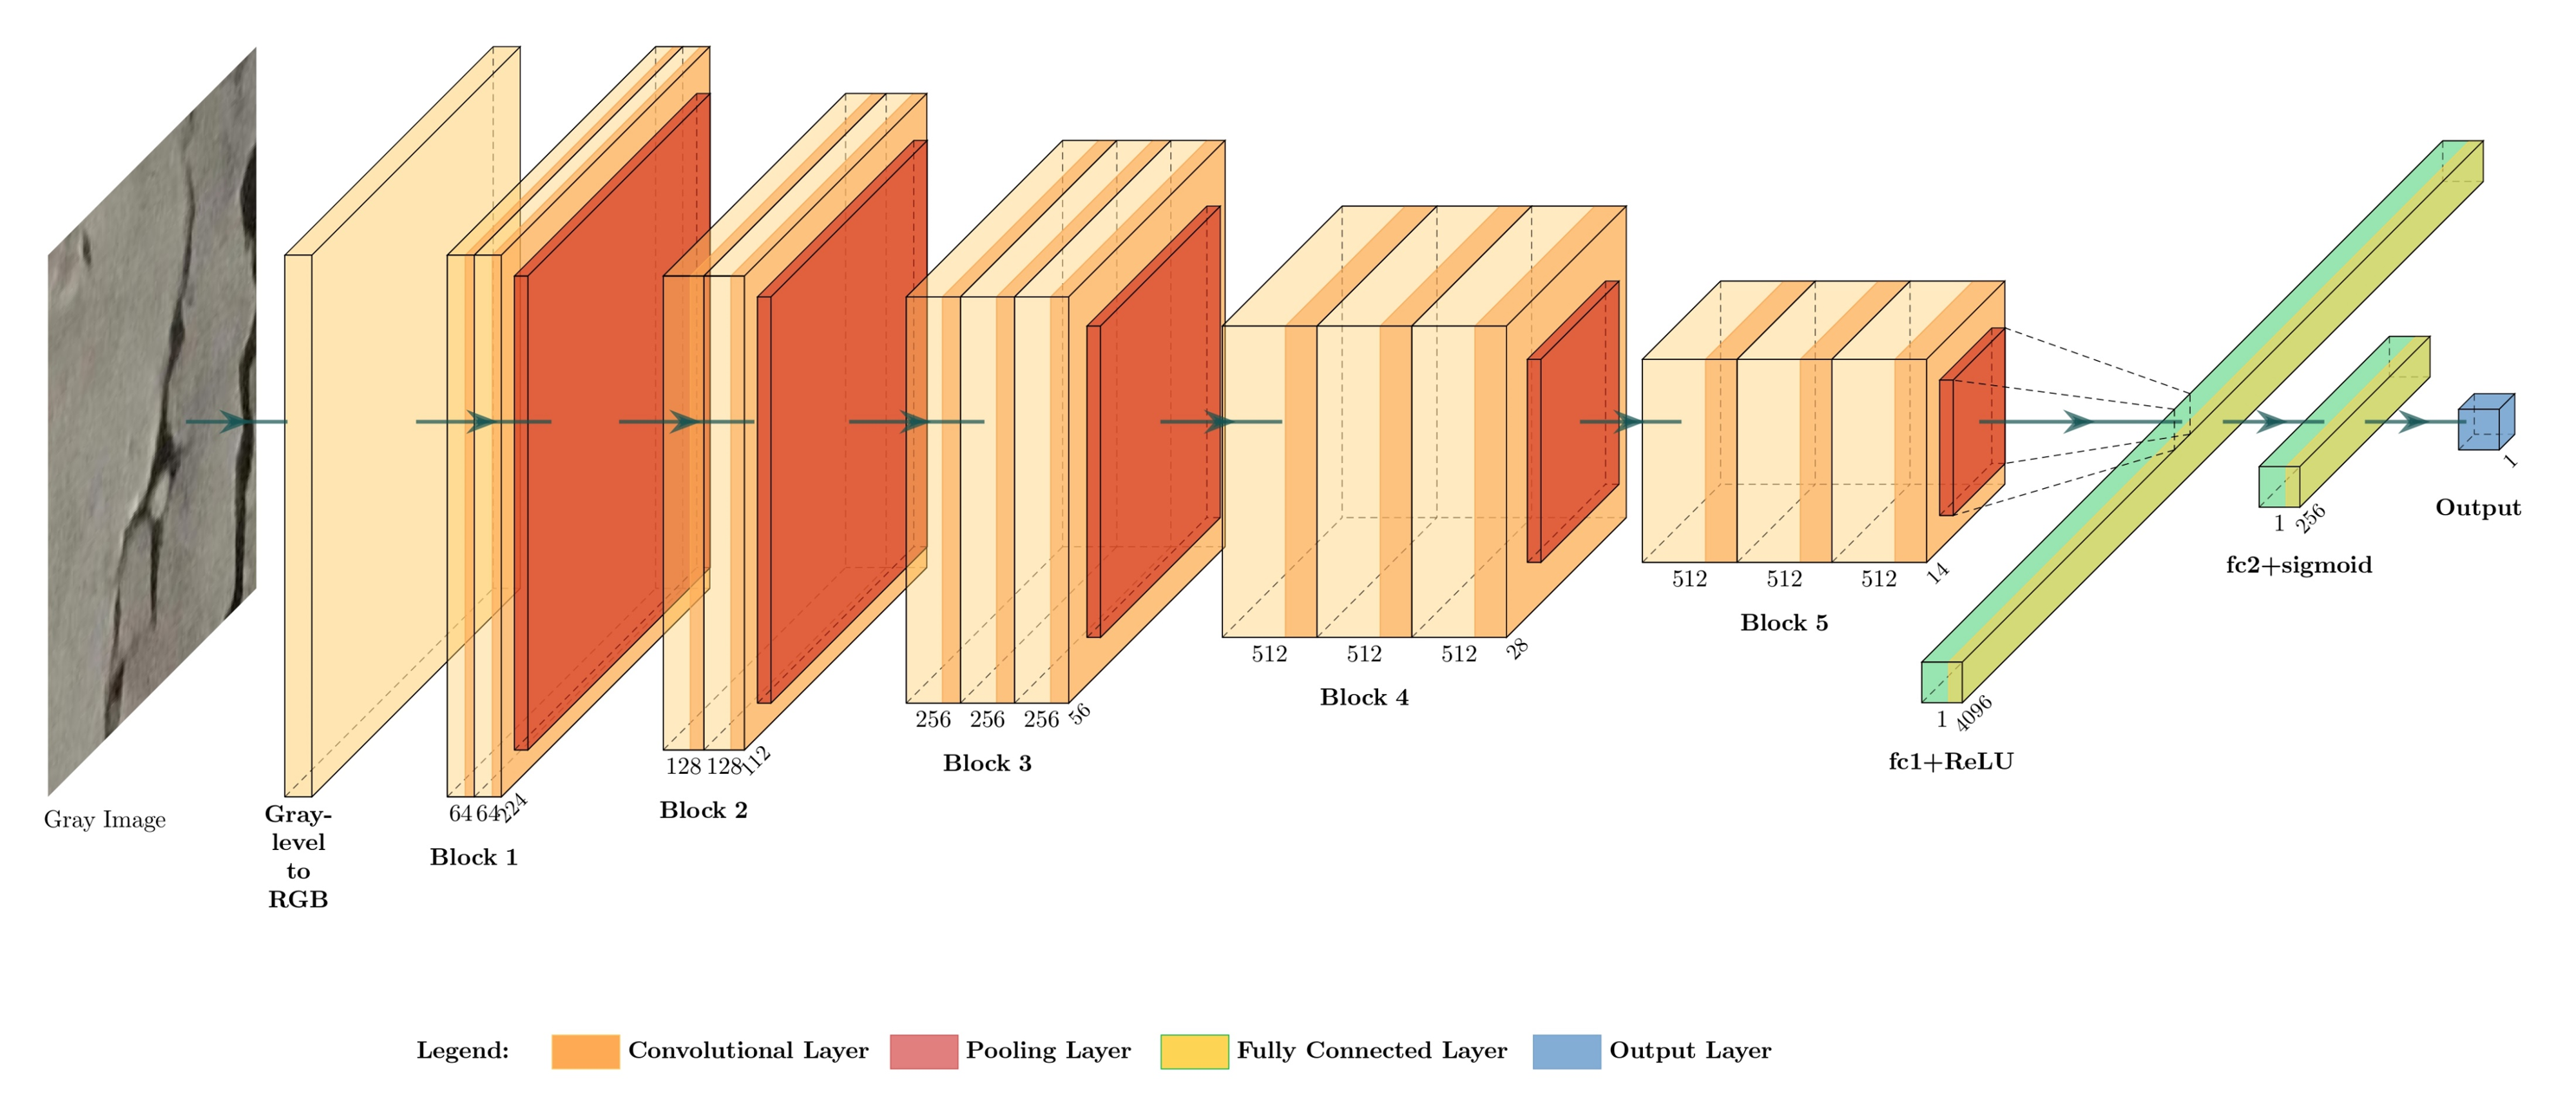 Gray Image
Gray-
level
to
RGB
64 64 224
Block 1
128 128 112
Block 2
256 256 256 56
Block 3
512 512 512 28
Block 4
512 512 512 14
Block 5
1 4096
fc1+ReLU
1 256
fc2+sigmoid
1
Output
Legend: Convolutional Layer Pooling Layer Fully Connected Layer Output Layer